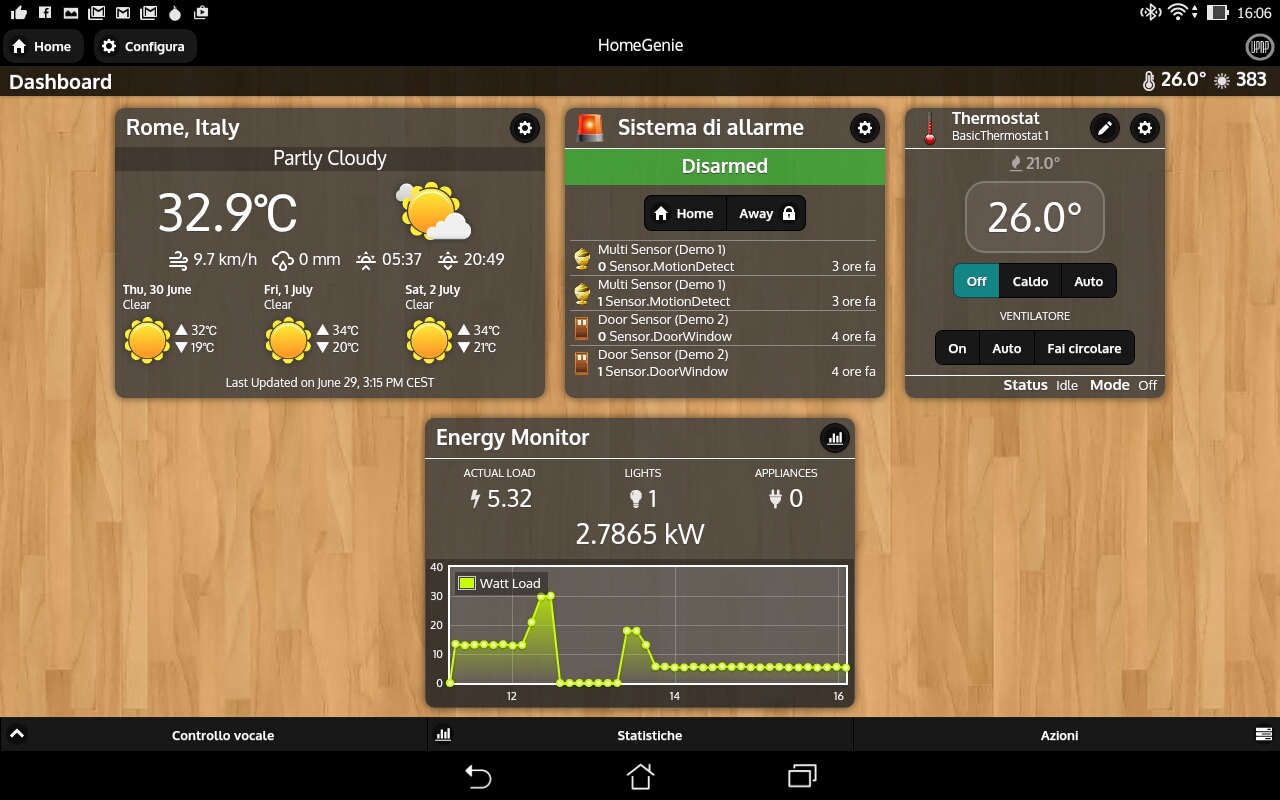 16:06
Home
Configura
HomeGenie
UPNP
Dashboard
26.0° 383
Rome, Italy
Partly Cloudy
32.9℃
9.7 km/h 0 mm 05:37 20:49
Thu, 30 June
Clear
▲ 32℃
▼ 19℃
Fri, 1 July
Clear
▲ 34℃
▼ 20℃
Sat, 2 July
Clear
▲ 34℃
▼ 21℃
Last Updated on June 29, 3:15 PM CEST
Sistema di allarme
Disarmed
Home Away
Multi Sensor (Demo 1)
0 Sensor.MotionDetect 3 ore fa
Multi Sensor (Demo 1)
1 Sensor.MotionDetect 3 ore fa
Door Sensor (Demo 2)
0 Sensor.DoorWindow 4 ore fa
Door Sensor (Demo 2)
1 Sensor.DoorWindow 4 ore fa
Thermostat
BasicThermostat 1
21.0°
26.0°
Off Caldo Auto
VENTILATORE
On Auto Fai circolare
Status Idle Mode Off
Energy Monitor
ACTUAL LOAD LIGHTS APPLIANCES
5.32 1 0
2.7865 kW
Watt Load
40
30
20
10
0
12 14 16
Controllo vocale
Statistiche
Azioni